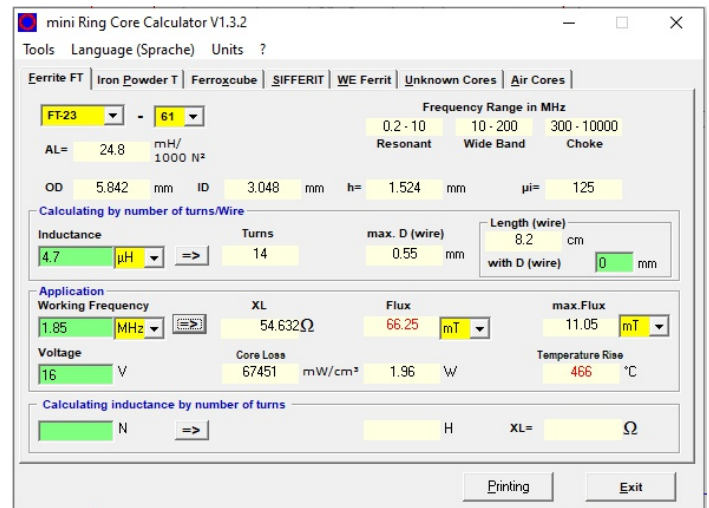 mini Ring Core Calculator V1.3.2
Tools Language (Sprache) Units ?
Ferrite FT Iron Powder T Ferroxcube SIFFERIT WE Ferrit Unknown Cores Air Cores
FT-23 - 61
Frequency Range in MHz
0.2 - 10 10 - 200 300 - 10000
Resonant Wide Band Choke
AL= 24.8 mH/ 1000 N²
OD 5.842 mm ID 3.048 mm h= 1.524 mm µi= 125
Calculating by number of turns/Wire
Inductance Turns max. D (wire) Length (wire)
4.7 µH => 14 0.55 mm 8.2 cm
with D (wire) 0 mm
Application
Working Frequency XL Flux max.Flux
1.85 MHz => 54.632Ω 66.25 mT 11.05 mT
Voltage Core Loss Temperature Rise
16 V 67451 mW/cm³ 1.96 W 466 °C
Calculating inductance by number of turns
N => H XL= Ω
Printing Exit